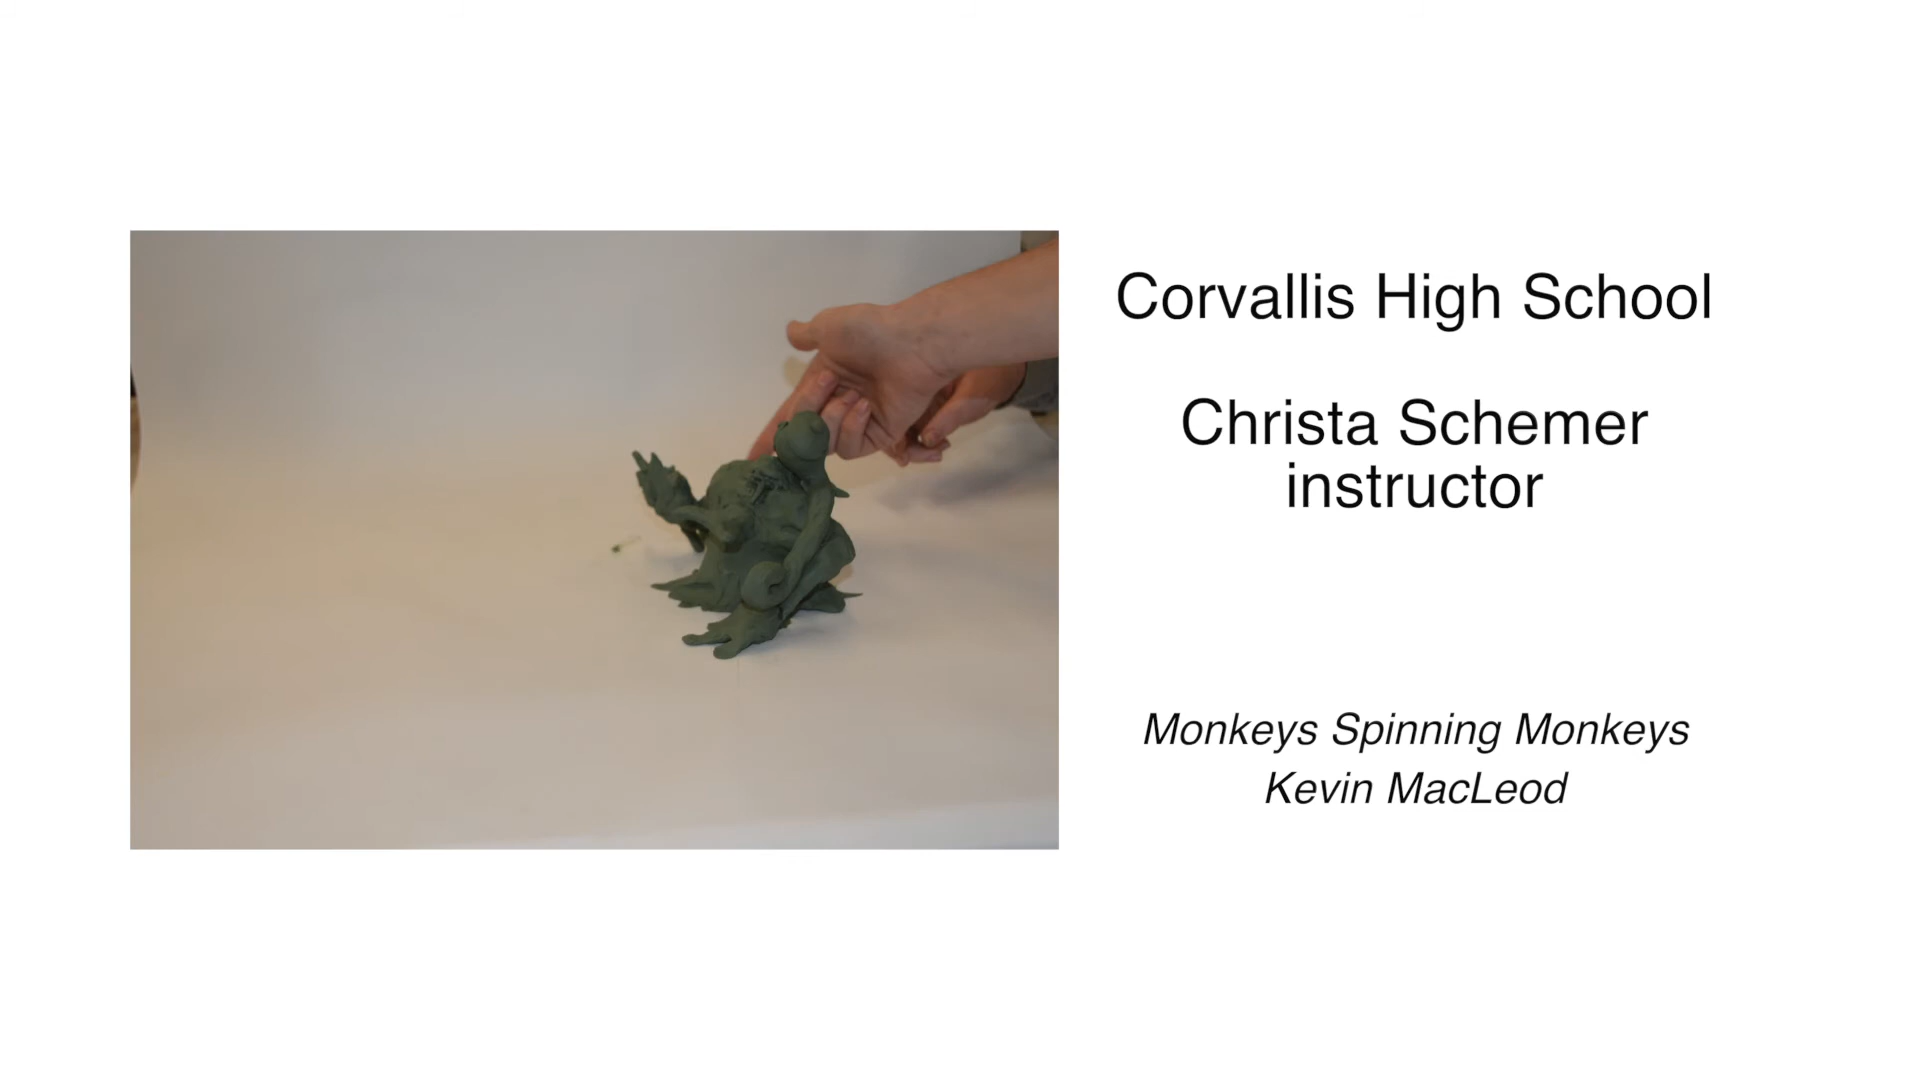 Corvallis High School
Christa Schemer
instructor
Monkeys Spinning Monkeys
Kevin MacLeod